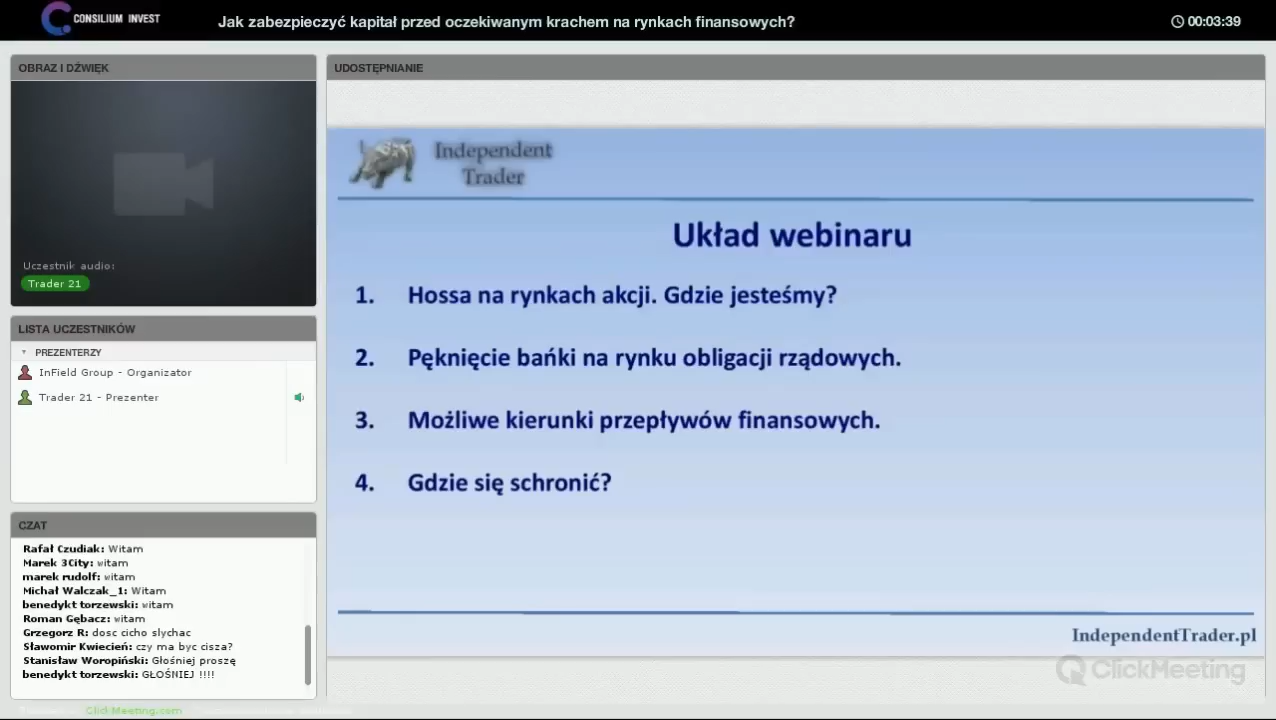 CONSILIUM INVEST
Jak zabezpieczyć kapitał przed oczekiwanym krachem na rynkach finansowych?
00:03:39
OBRAZ I DŹWIĘK
Uczestnik audio:
Trader 21
LISTA UCZESTNIKÓW
PREZENTERZY
InField Group - Organizator
Trader 21 - Prezenter
CZAT
Rafał Czudiak: Witam
Marek 3City: witam
marek rudolf: witam
Michał Walczak_1: Witam
benedykt torzewski: witam
Roman Gębacz: witam
Grzegorz R: dosc cicho slychac
Sławomir Kwiecień: czy ma byc cisza?
Stanisław Woropiński: Głośniej proszę
benedykt torzewski: GŁOŚNIEJ !!!!
ClickMeeting.com
UDOSTĘPNIANIE
Independent
Trader
Układ webinaru
1. Hossa na rynkach akcji. Gdzie jesteśmy?
2. Pęknięcie bańki na rynku obligacji rządowych.
3. Możliwe kierunki przepływów finansowych.
4. Gdzie się schronić?
IndependentTrader.pl
ClickMeeting